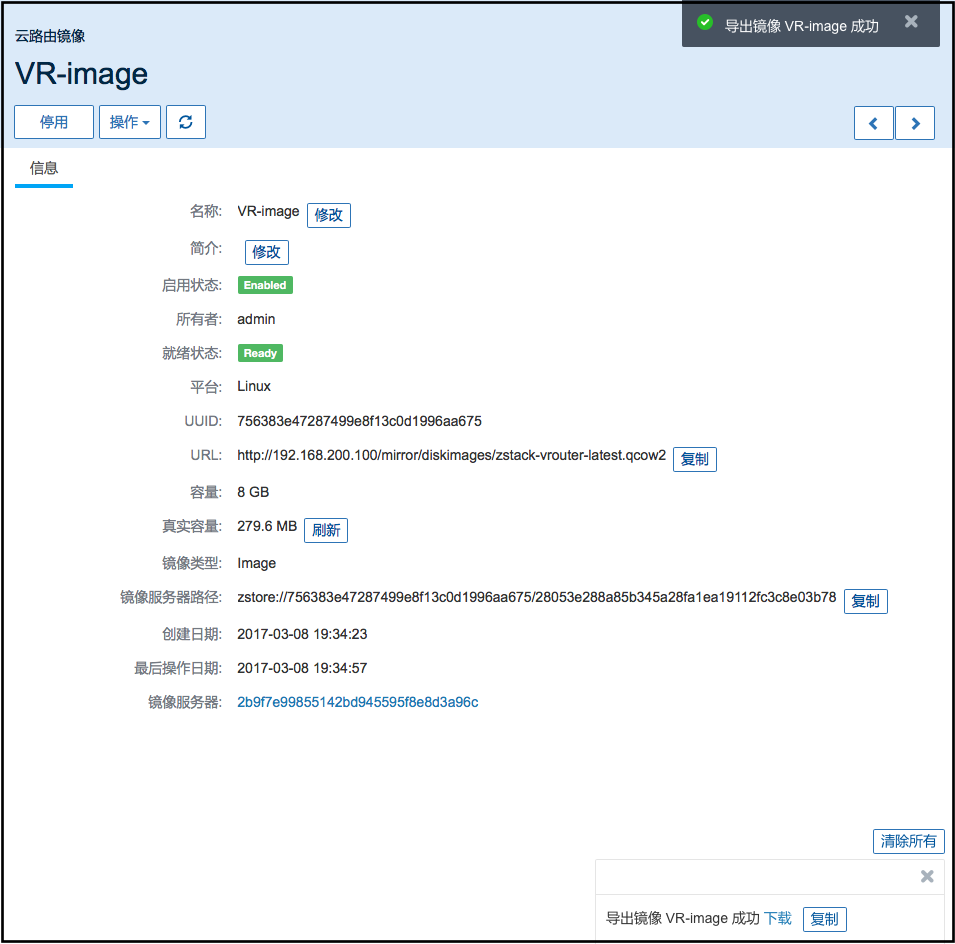 云路由镜像
导出镜像 VR-image 成功
VR-image
停用 操作
信息
名称: VR-image 修改
简介: 修改
启用状态: Enabled
所有者: admin
就绪状态: Ready
平台: Linux
UUID: 756383e47287499e8f13c0d1996aa675
URL: http://192.168.200.100/mirror/diskimages/zstack-vrouter-latest.qcow2 复制
容量: 8 GB
真实容量: 279.6 MB 刷新
镜像类型: Image
镜像服务器路径: zstore://756383e47287499e8f13c0d1996aa675/28053e288a85b345a28fa1ea19112fc3c8e03b78 复制
创建日期: 2017-03-08 19:34:23
最后操作日期: 2017-03-08 19:34:57
镜像服务器: 2b9f7e99855142bd945595f8e8d3a96c
清除所有
导出镜像 VR-image 成功 下载 复制